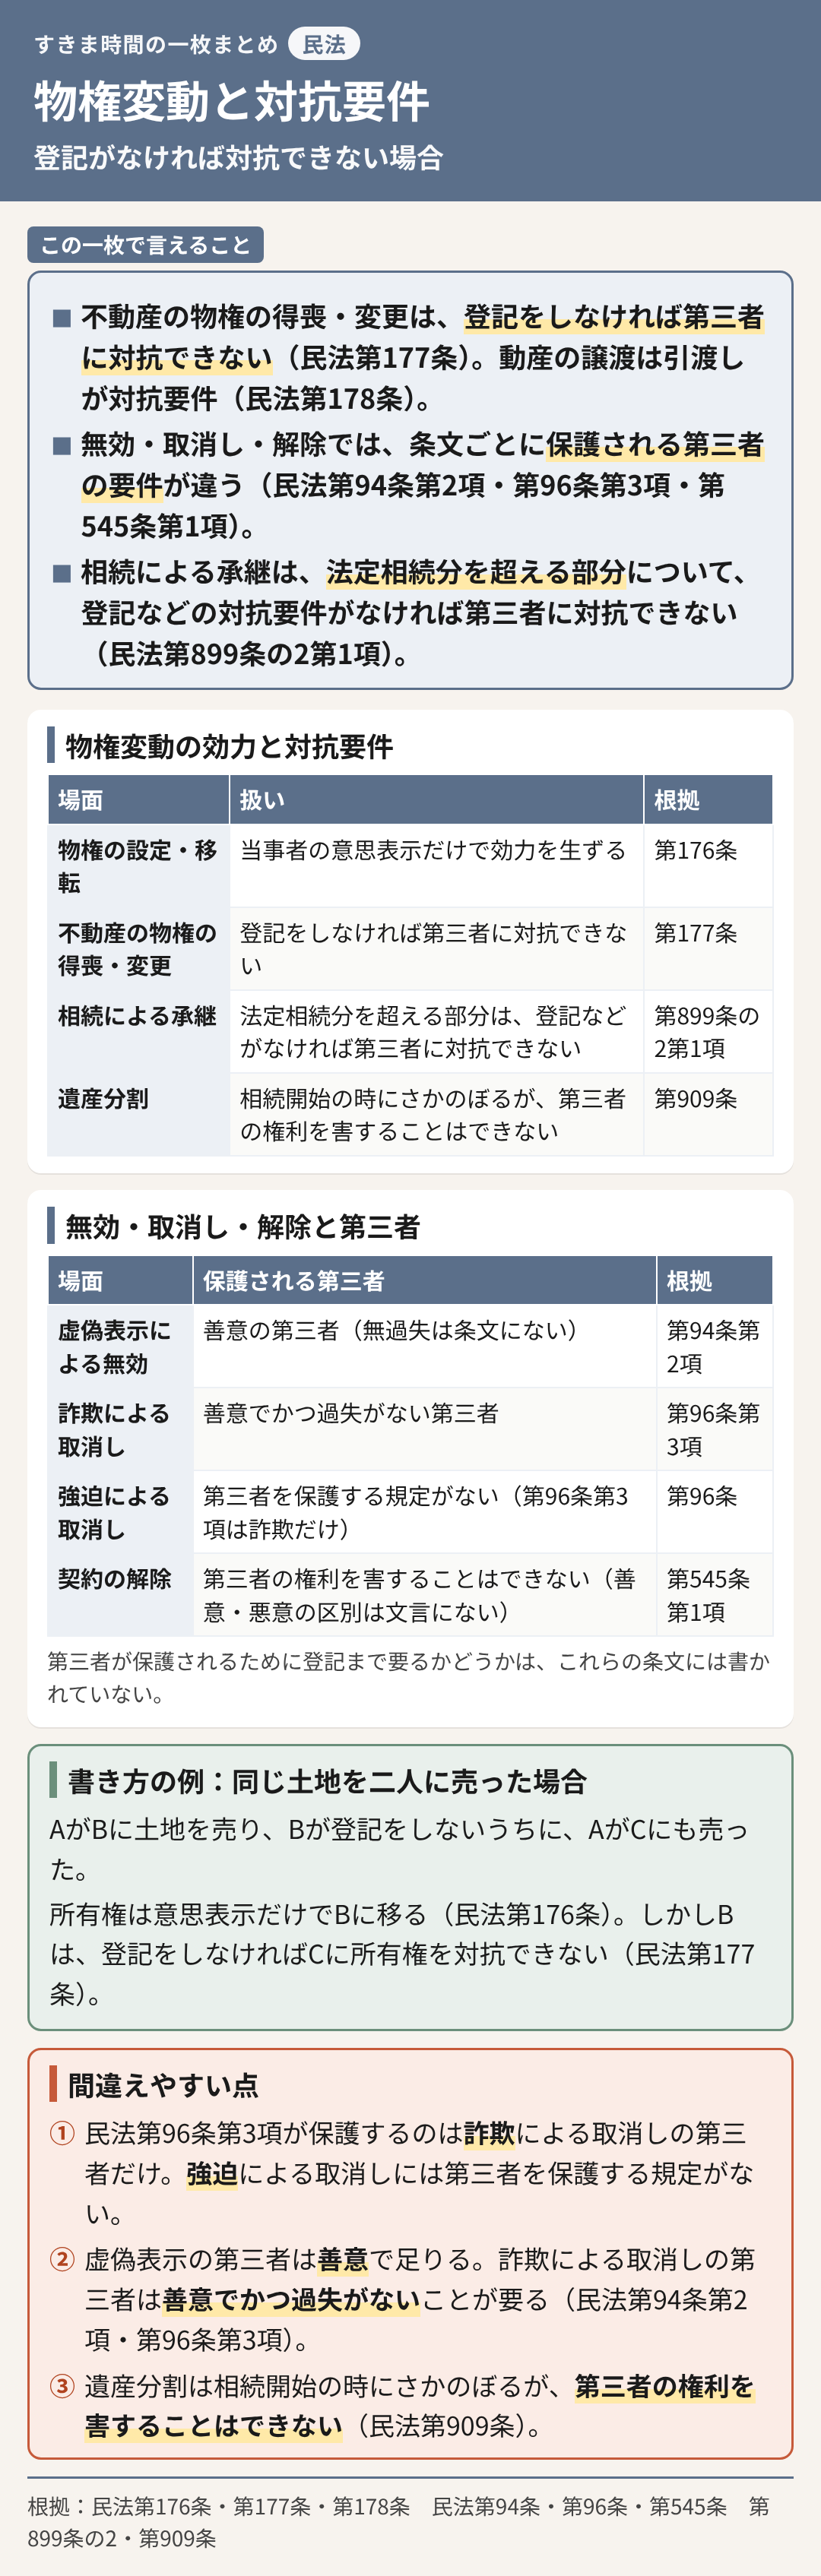 すきま時間の一枚まとめ 民法
物権変動と対抗要件
登記がなければ対抗できない場合
この一枚で言えること
■ 不動産の物権の得喪・変更は、登記をしなければ第三者
に対抗できない（民法第177条）。動産の譲渡は引渡し
が対抗要件（民法第178条）。
■ 無効・取消し・解除では、条文ごとに保護される第三者
の要件が違う（民法第94条第2項・第96条第3項・第
545条第1項）。
■ 相続による承継は、法定相続分を超える部分について、
登記などの対抗要件がなければ第三者に対抗できない
（民法第899条の2第1項）。
物権変動の効力と対抗要件
場面 扱い 根拠
物権の設定・移 当事者の意思表示だけで効力を生ずる 第176条
転
不動産の物権の 登記をしなければ第三者に対抗できな 第177条
得喪・変更 い
相続による承継 法定相続分を超える部分は、登記など 第899条の
がなければ第三者に対抗できない 2第1項
遺産分割 相続開始の時にさかのぼるが、第三者 第909条
の権利を害することはできない
無効・取消し・解除と第三者
場面 保護される第三者 根拠
虚偽表示に 善意の第三者（無過失は条文にない） 第94条第
よる無効 2項
詐欺による 善意でかつ過失がない第三者 第96条第
取消し 3項
強迫による 第三者を保護する規定がない（第96条第3 第96条
取消し 項は詐欺だけ）
契約の解除 第三者の権利を害することはできない（善 第545条
意・悪意の区別は文言にない） 第1項
第三者が保護されるために登記まで要るかどうかは、これらの条文には書か
れていない。
書き方の例：同じ土地を二人に売った場合
AがBに土地を売り、Bが登記をしないうちに、AがCにも売っ
た。
所有権は意思表示だけでBに移る（民法第176条）。しかしB
は、登記をしなければCに所有権を対抗できない（民法第177
条）。
間違えやすい点
① 民法第96条第3項が保護するのは詐欺による取消しの第三
者だけ。強迫による取消しには第三者を保護する規定がな
い。
② 虚偽表示の第三者は善意で足りる。詐欺による取消しの第
三者は善意でかつ過失がないことが要る（民法第94条第2
項・第96条第3項）。
③ 遺産分割は相続開始の時にさかのぼるが、第三者の権利を
害することはできない（民法第909条）。
根拠：民法第176条・第177条・第178条　民法第94条・第96条・第545条　第
899条の2・第909条